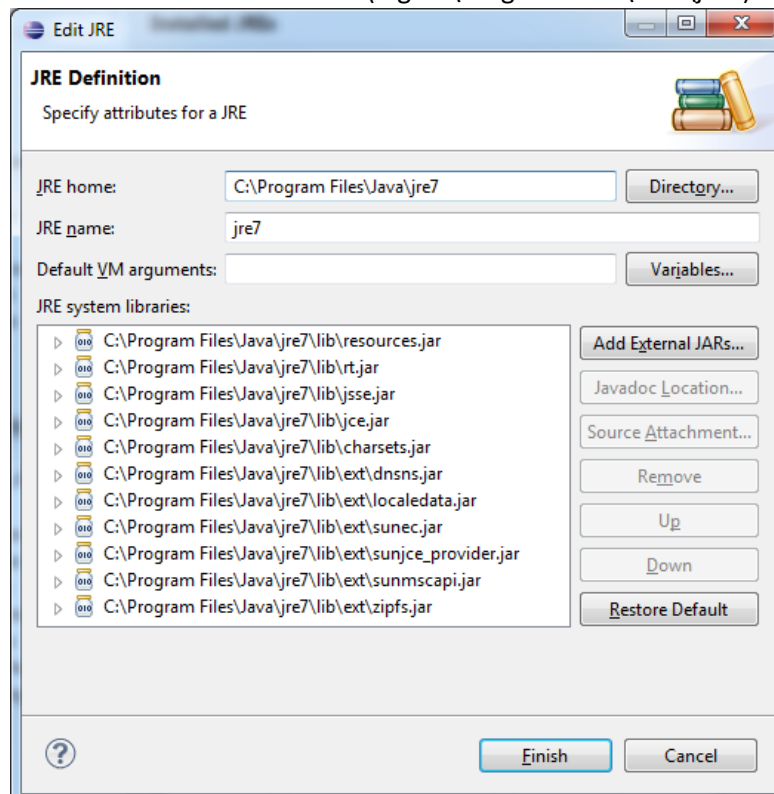 Edit JRE
JRE Definition
Specify attributes for a JRE
JRE home: C:\Program Files\Java\jre7 Directory...
JRE name: jre7
Default VM arguments: Variables...
JRE system libraries:
C:\Program Files\Java\jre7\lib\resources.jar Add External JARs...
C:\Program Files\Java\jre7\lib\rt.jar
C:\Program Files\Java\jre7\lib\jsse.jar Javadoc Location...
C:\Program Files\Java\jre7\lib\jce.jar
C:\Program Files\Java\jre7\lib\charsets.jar Source Attachment...
C:\Program Files\Java\jre7\lib\ext\dnsns.jar Remove
C:\Program Files\Java\jre7\lib\ext\localedata.jar
C:\Program Files\Java\jre7\lib\ext\sunec.jar Up
C:\Program Files\Java\jre7\lib\ext\sunjce_provider.jar Down
C:\Program Files\Java\jre7\lib\ext\sunmscapi.jar
C:\Program Files\Java\jre7\lib\ext\zipfs.jar Restore Default
Finish Cancel